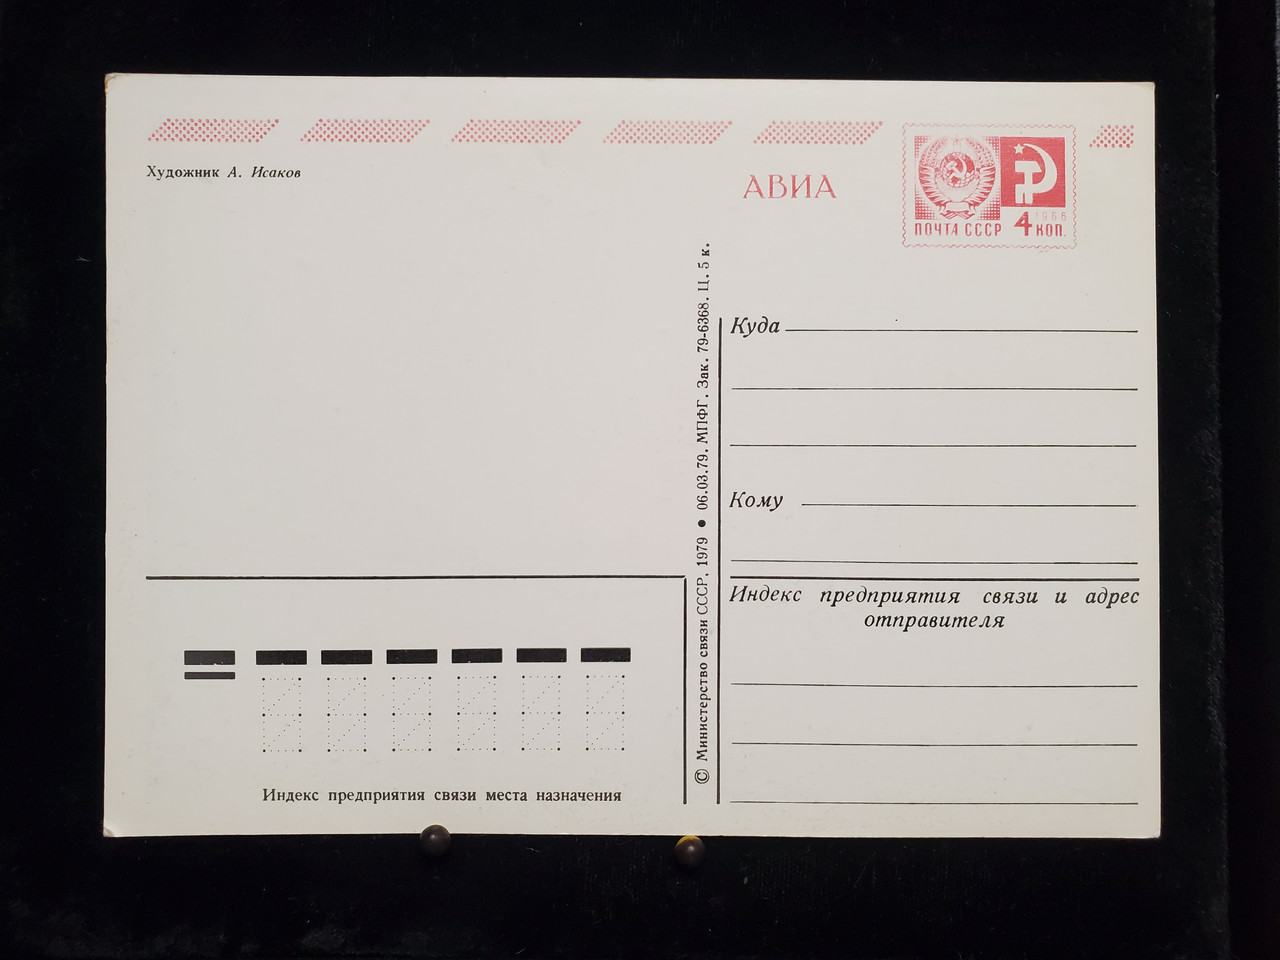 Художник А. Исаков
АВИА
1966
ПОЧТА СССР 4 КОП.
© Министерство связи СССР, 1979 ● 06.03.79. МПФГ. Зак. 79-6368. Ц. 5 к.
Куда
Кому
Индекс предприятия связи и адрес
отправителя
Индекс предприятия связи места назначения